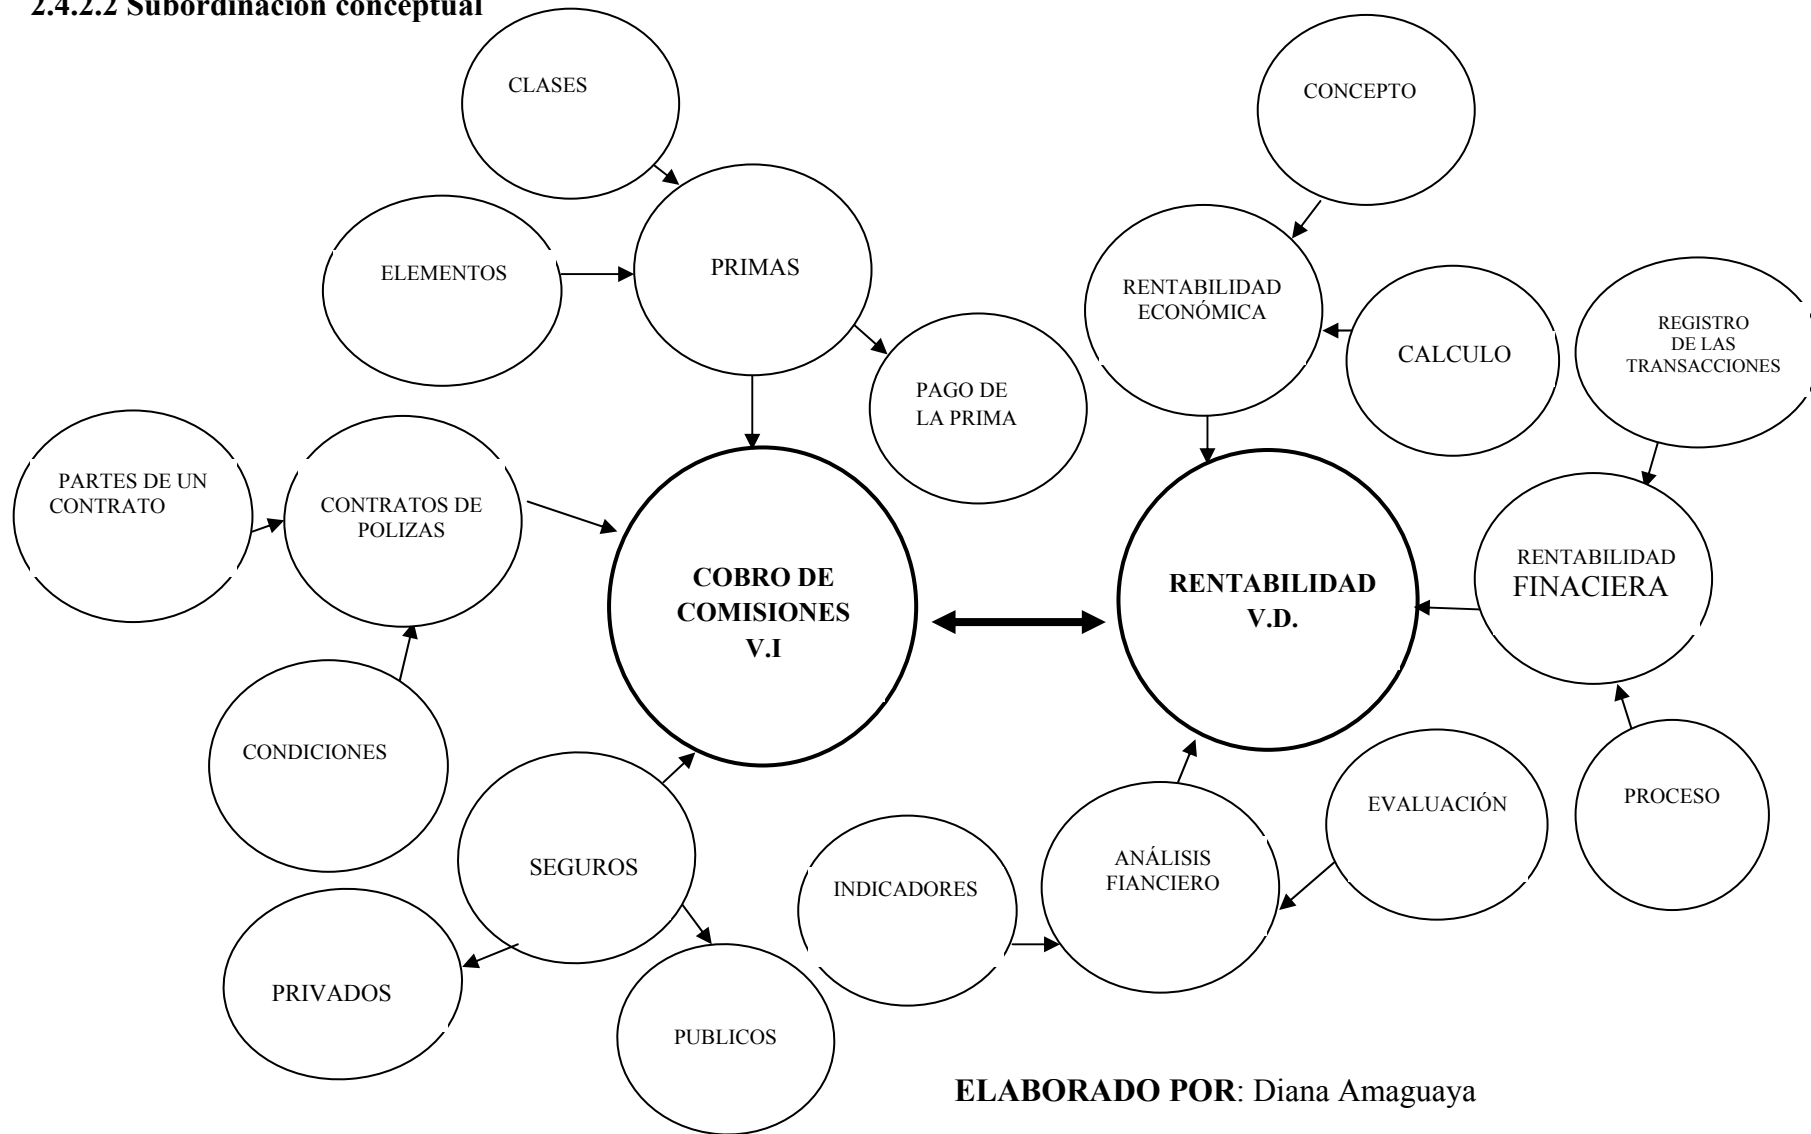 2.4.2.2 Subordinación conceptual
CLASES
CONCEPTO
ELEMENTOS
PRIMAS
RENTABILIDAD
ECONÓMICA
CALCULO
REGISTRO
DE LAS
TRANSACCIONES
PAGO DE
LA PRIMA
PARTES DE UN
CONTRATO
CONTRATOS DE
POLIZAS
COBRO DE
COMISIONES
V.I
RENTABILIDAD
V.D.
RENTABILIDAD
FINACIERA
CONDICIONES
SEGUROS
INDICADORES
ANÁLISIS
FIANCIERO
EVALUACIÓN
PROCESO
PRIVADOS
PUBLICOS
ELABORADO POR: Diana Amaguaya